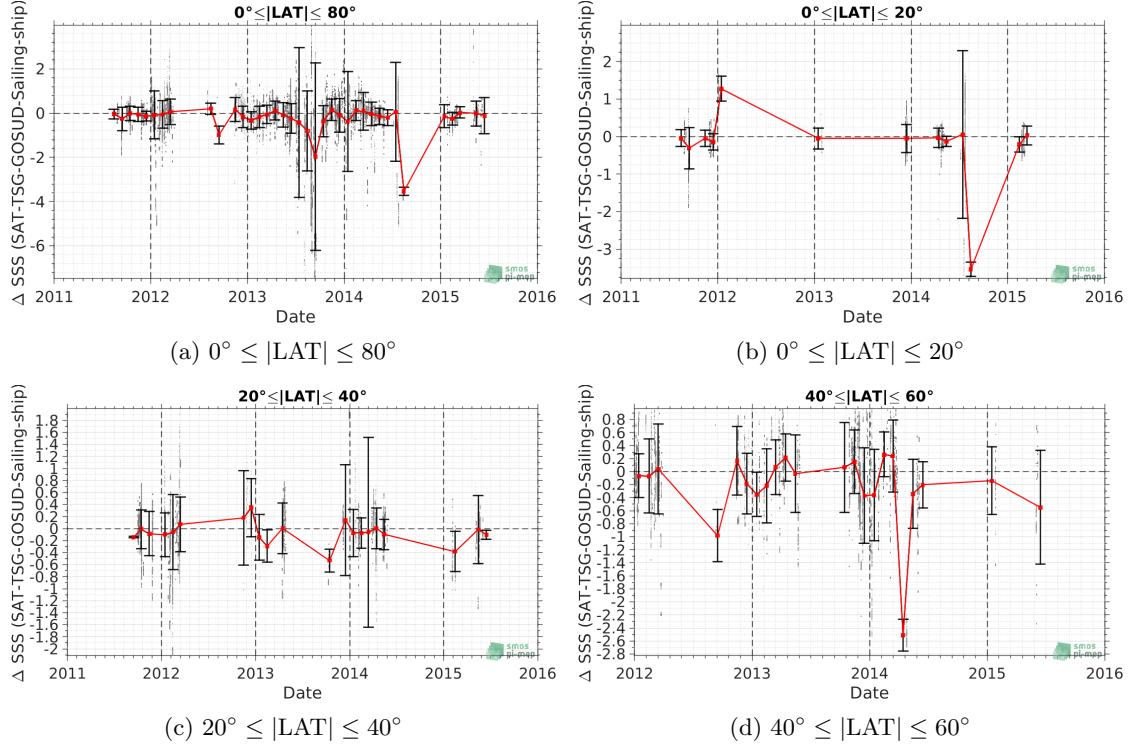 0°≤|LAT|≤ 80°
Δ SSS (SAT-TSG-GOSUD-Sailing-ship)
2
0
-2
-4
-6
2011 2012 2013 2014 2015 2016
Date
smos
pi-mep
(a) 0° ≤ |LAT| ≤ 80°
0°≤|LAT|≤ 20°
Δ SSS (SAT-TSG-GOSUD-Sailing-ship)
2
1
0
-1
-2
-3
2011 2012 2013 2014 2015 2016
Date
smos
pi-mep
(b) 0° ≤ |LAT| ≤ 20°
20°≤|LAT|≤ 40°
Δ SSS (SAT-TSG-GOSUD-Sailing-ship)
1.8
1.6
1.4
1.2
1
0.8
0.6
0.4
0.2
0
-0.2
-0.4
-0.6
-0.8
-1
-1.2
-1.4
-1.6
-1.8
-2
2011 2012 2013 2014 2015 2016
Date
smos
pi-mep
(c) 20° ≤ |LAT| ≤ 40°
40°≤|LAT|≤ 60°
Δ SSS (SAT-TSG-GOSUD-Sailing-ship)
0.8
0.6
0.4
0.2
0
-0.2
-0.4
-0.6
-0.8
-1
-1.2
-1.4
-1.6
-1.8
-2
-2.2
-2.4
-2.6
-2.8
2012 2013 2014 2015 2016
Date
smos
pi-mep
(d) 40° ≤ |LAT| ≤ 60°